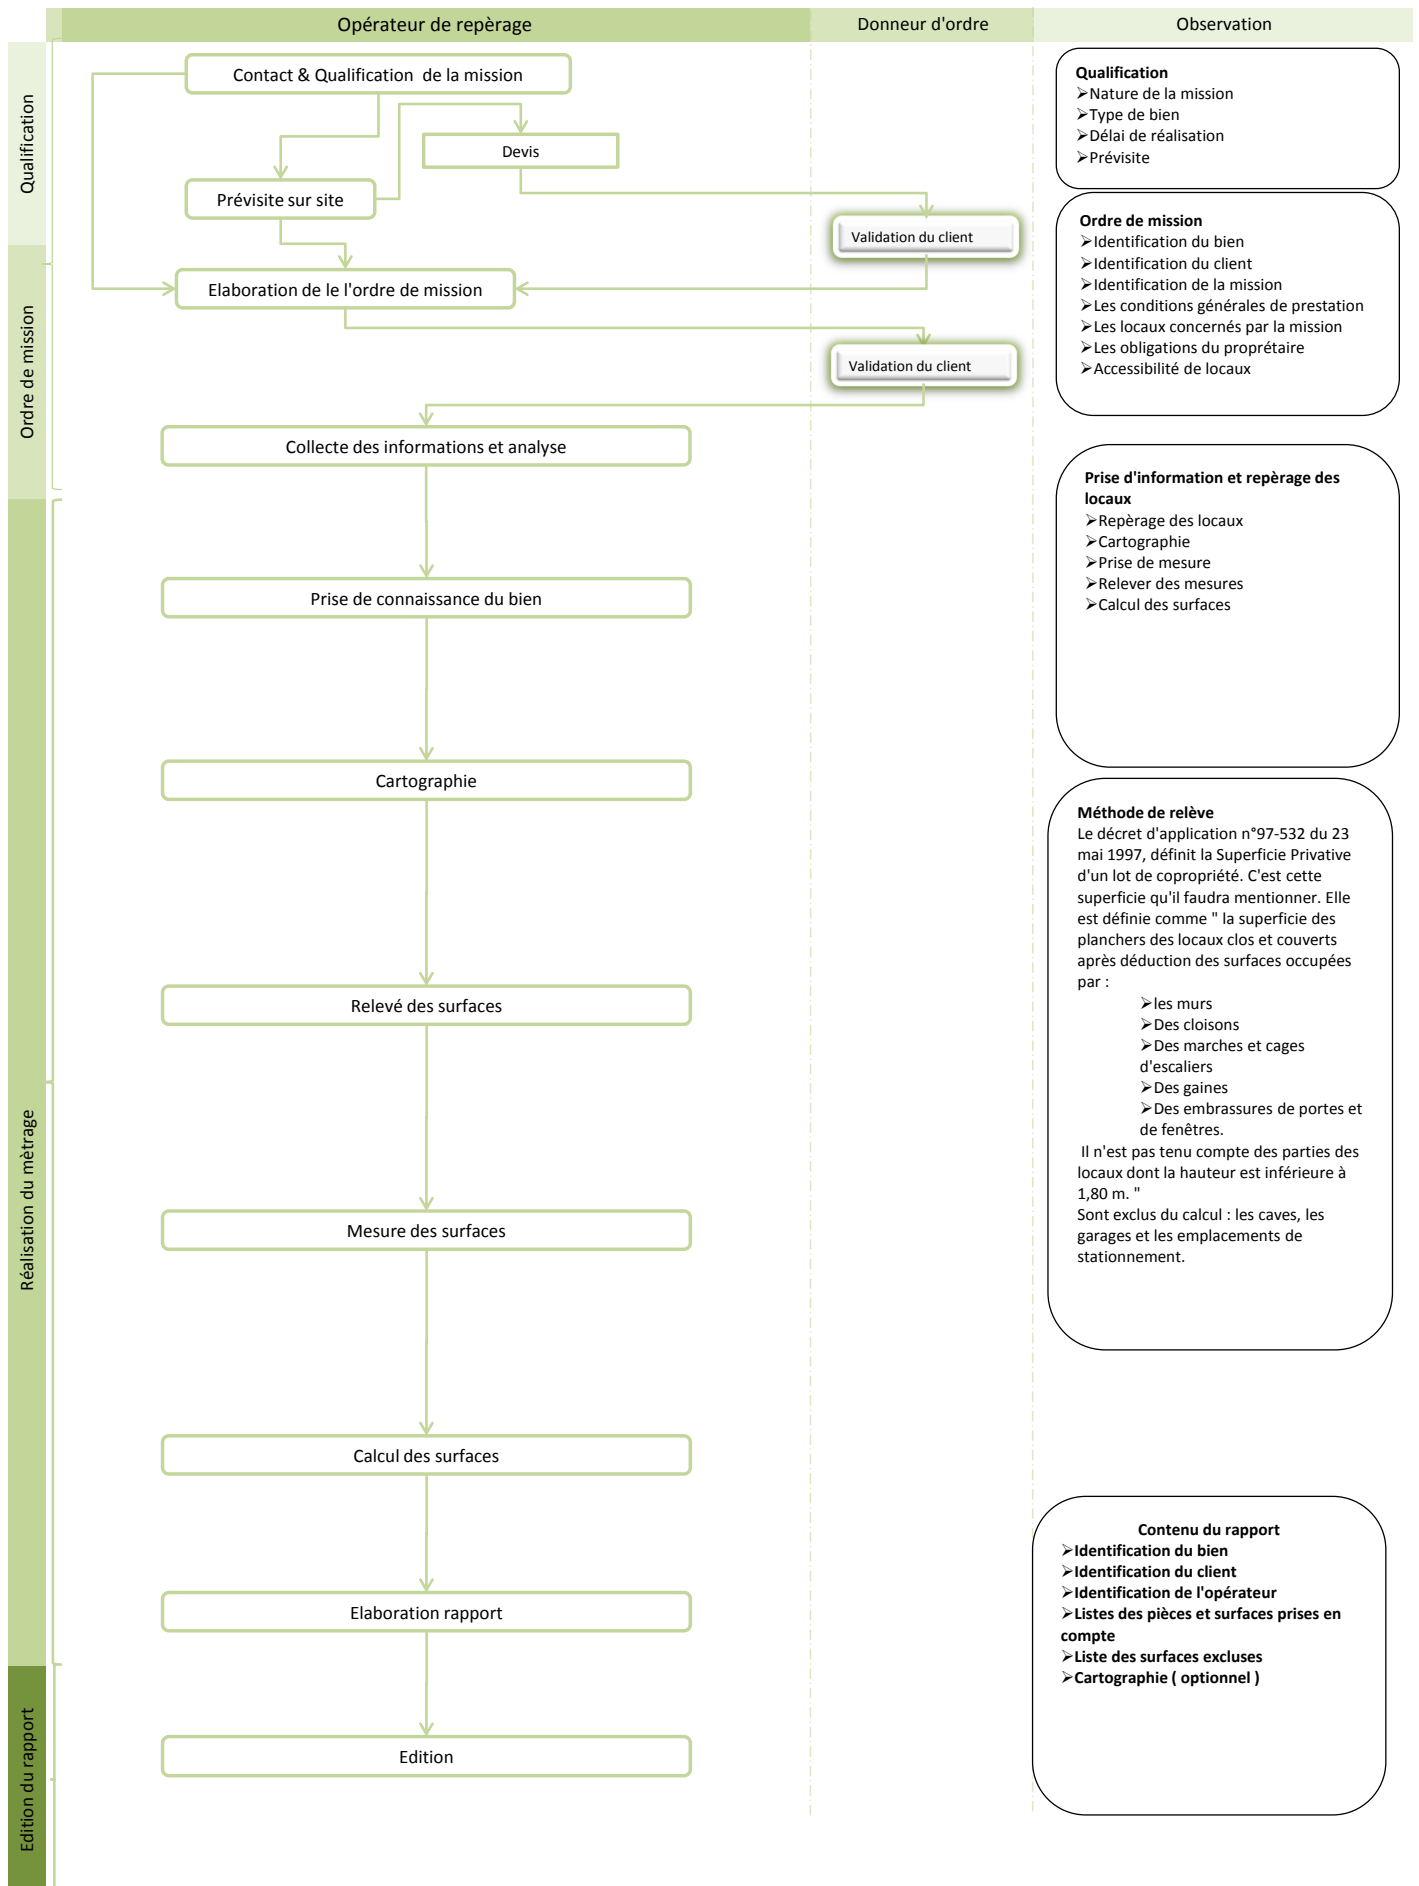 Opérateur de repèrage
Donneur d'ordre
Observation
Qualification
Contact & Qualification de la mission
Devis
Prévisite sur site
Validation du client
Qualification
➢Nature de la mission
➢Type de bien
➢Délai de réalisation
➢Prévisite
Ordre de mission
Elaboration de le l'ordre de mission
Validation du client
Collecte des informations et analyse
Ordre de mission
➢Identification du bien
➢Identification du client
➢Identification de la mission
➢Les conditions générales de prestation
➢Les locaux concernés par la mission
➢Les obligations du proprétaire
➢Accessibilité de locaux
Réalisation du mètrage
Prise de connaissance du bien
Cartographie
Relevé des surfaces
Mesure des surfaces
Calcul des surfaces
Elaboration rapport
Prise d'information et repèrage des
locaux
➢Repèrage des locaux
➢Cartographie
➢Prise de mesure
➢Relever des mesures
➢Calcul des surfaces
Méthode de relève
Le décret d'application n°97-532 du 23
mai 1997, définit la Superficie Privative
d'un lot de copropriété. C'est cette
superficie qu'il faudra mentionner. Elle
est définie comme " la superficie des
planchers des locaux clos et couverts
après déduction des surfaces occupées
par :
➢les murs
➢Des cloisons
➢Des marches et cages
d'escaliers
➢Des gaines
➢Des embrassures de portes et
de fenêtres.
Il n'est pas tenu compte des parties des
locaux dont la hauteur est inférieure à
1,80 m. "
Sont exclus du calcul : les caves, les
garages et les emplacements de
stationnement.
Edition du rapport
Edition
Contenu du rapport
➢Identification du bien
➢Identification du client
➢Identification de l'opérateur
➢Listes des pièces et surfaces prises en
compte
➢Liste des surfaces excluses
➢Cartographie ( optionnel )